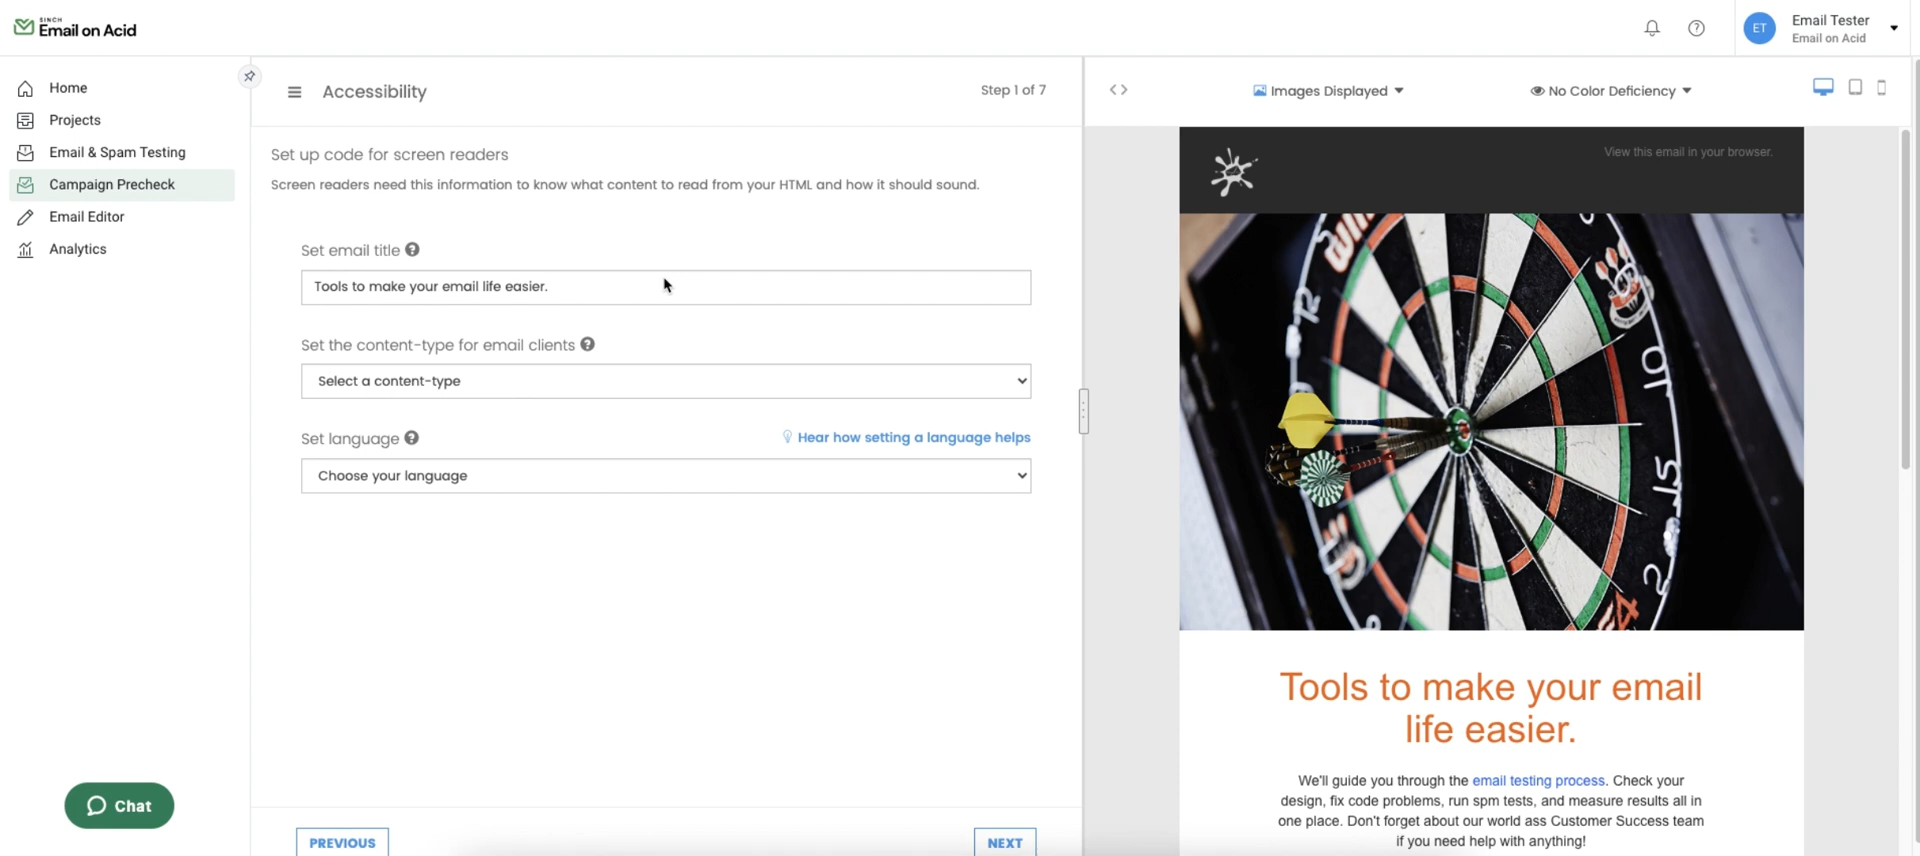 SINCH
Email on Acid
ET
Email Tester
Email on Acid
Home
Projects
Email & Spam Testing
Campaign Precheck
Email Editor
Analytics
Chat
Accessibility
Step 1 of 7
Set up code for screen readers
Screen readers need this information to know what content to read from your HTML and how it should sound.
Set email title
Tools to make your email life easier.
Set the content-type for email clients
Select a content-type
Set language
Hear how setting a language helps
Choose your language
PREVIOUS
NEXT
Images Displayed
No Color Deficiency
View this email in your browser.
10
15
2
Tools to make your email
life easier.
We'll guide you through the email testing process. Check your
design, fix code problems, run spm tests, and measure results all in
one place. Don't forget about our world ass Customer Success team
if you need help with anything!